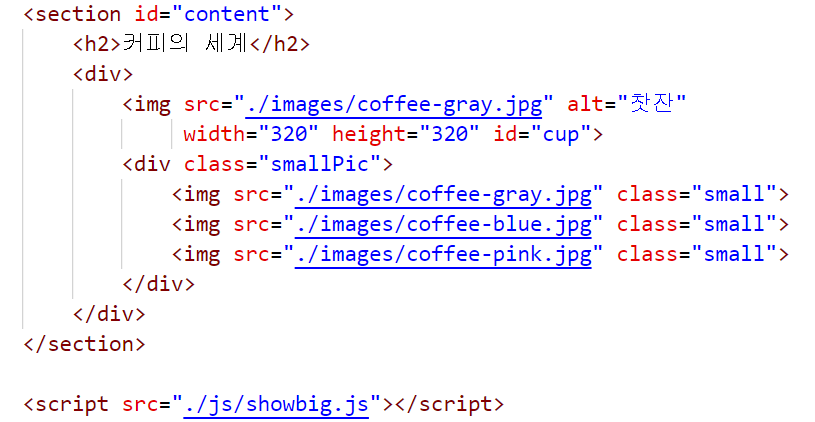 <section id="content">
<h2>커피의 세계</h2>
<div>
<img src="./images/coffee-gray.jpg" alt="찻잔"
width="320" height="320" id="cup">
<div class="smallPic">
<img src="./images/coffee-gray.jpg" class="small">
<img src="./images/coffee-blue.jpg" class="small">
<img src="./images/coffee-pink.jpg" class="small">
</div>
</div>
</section>
<script src="./js/showbig.js"></script>